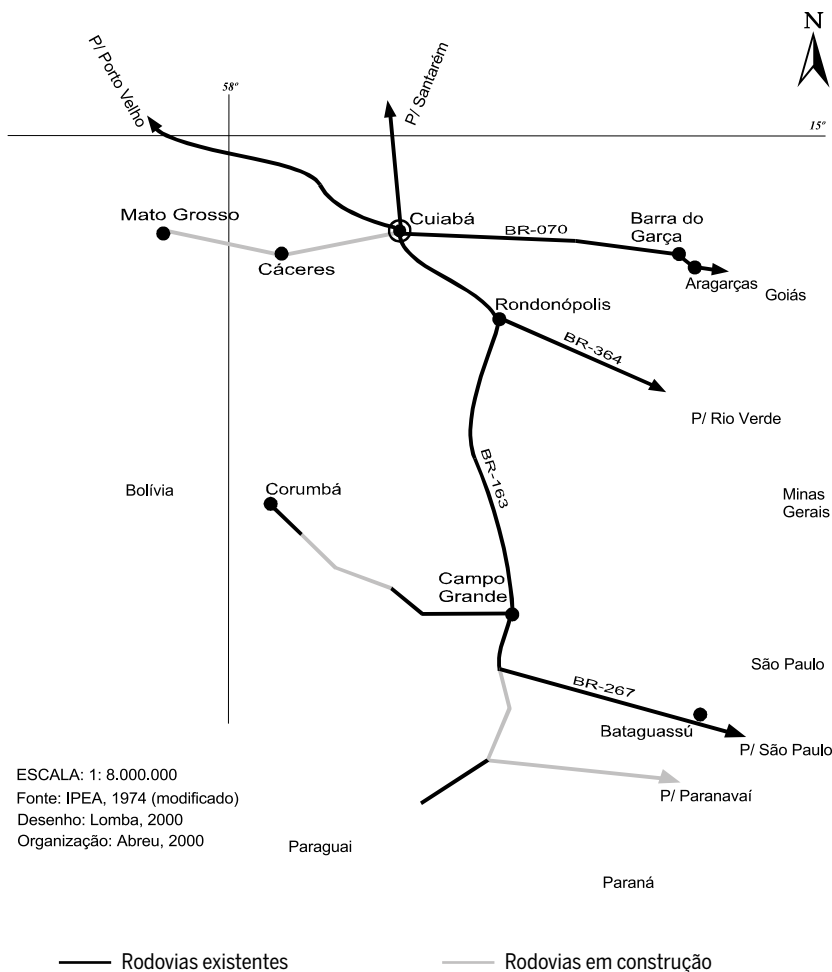 N
P/ Porto Velho
58º
P/ Santarém
15º
Mato Grosso
Cuiabá
Cáceres
BR-070
Barra do
Garça
Aragarças
Goiás
Rondonópolis
BR-364
P/ Rio Verde
BR-163
Bolívia
Corumbá
Minas
Gerais
Campo
Grande
São Paulo
BR-267
Bataguassú
P/ São Paulo
P/ Paranavaí
ESCALA: 1: 8.000.000
Fonte: IPEA, 1974 (modificado)
Desenho: Lomba, 2000
Organização: Abreu, 2000
Paraguai
Paraná
Rodovias existentes
Rodovias em construção